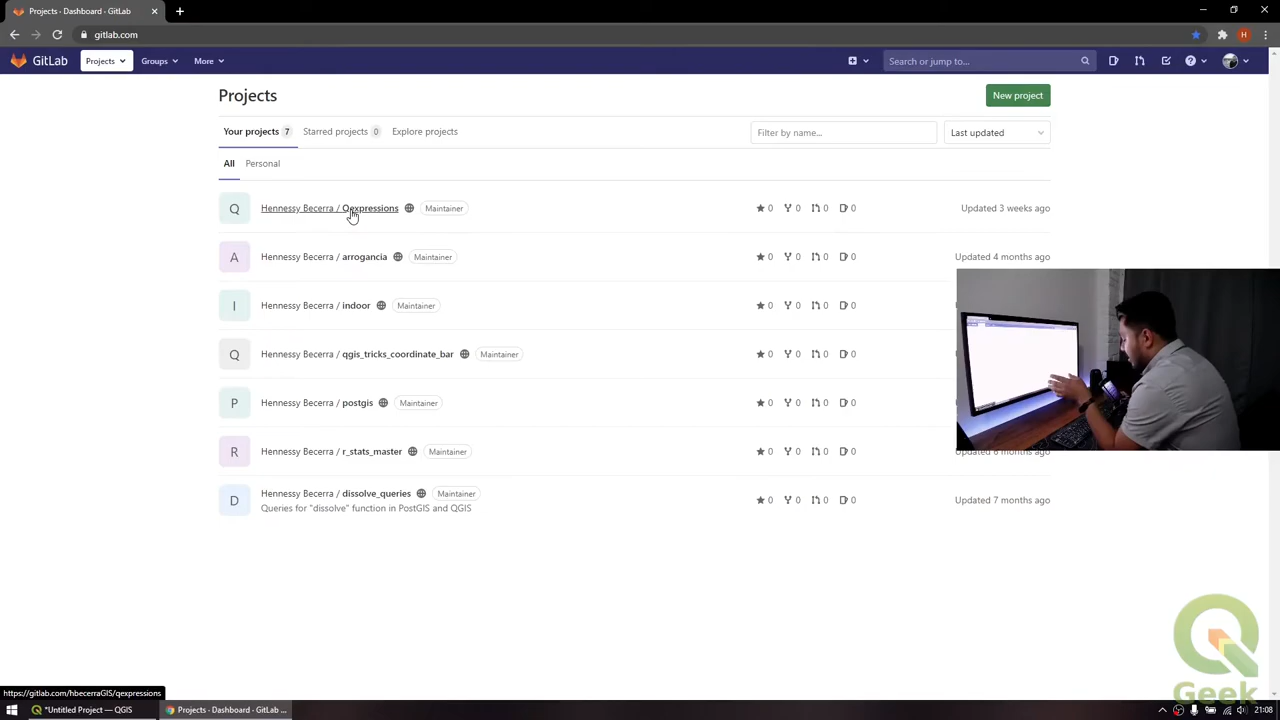 Projects - Dashboard - GitLab
gitlab.com
H
GitLab
Projects
Groups
More
Search or jump to...
Projects
New project
Your projects 7
Starred projects 0
Explore projects
Filter by name...
Last updated
All
Personal
Q
Hennessy Becerra / Qexpressions
Maintainer
0 0 0 0
Updated 3 weeks ago
A
Hennessy Becerra / arrogancia
Maintainer
0 0 0 0
Updated 4 months ago
I
Hennessy Becerra / indoor
Maintainer
0 0 0 0
Q
Hennessy Becerra / qgis_tricks_coordinate_bar
Maintainer
0 0 0 0
P
Hennessy Becerra / postgis
Maintainer
0 0 0 0
R
Hennessy Becerra / r_stats_master
Maintainer
0 0 0 0
Updated 6 months ago
D
Hennessy Becerra / dissolve_queries
Maintainer
Queries for "dissolve" function in PostGIS and QGIS
0 0 0 0
Updated 7 months ago
Geek
https://gitlab.com/hbecerraGIS/qexpressions
*Untitled Project — QGIS
Projects - Dashboard - GitLab ...
21:08